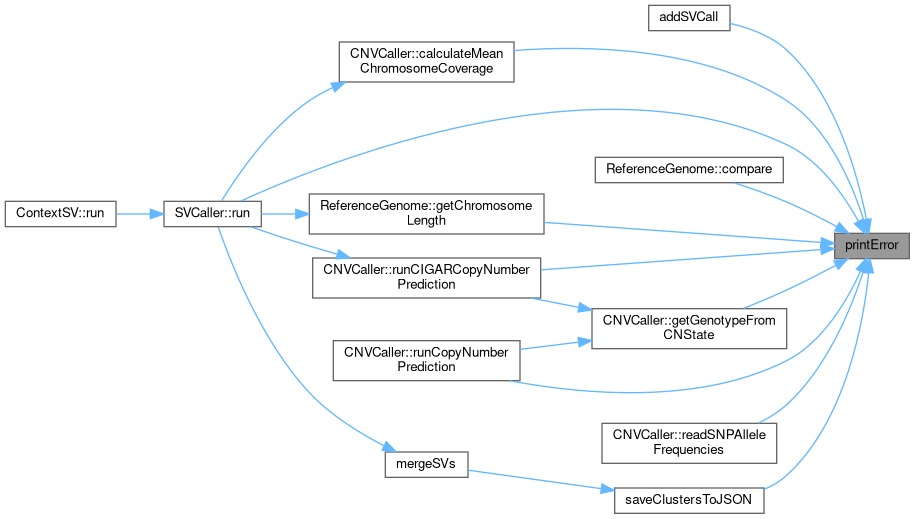 addSVCall
CNVCaller::calculateMean
ChromosomeCoverage
ReferenceGenome::compare
ContextSV::run
SVCaller::run
ReferenceGenome::getChromosome
Length
printError
CNVCaller::runCIGARCopyNumber
Prediction
CNVCaller::getGenotypeFrom
CNState
CNVCaller::runCopyNumber
Prediction
CNVCaller::readSNPAllele
Frequencies
mergeSVs
saveClustersToJSON